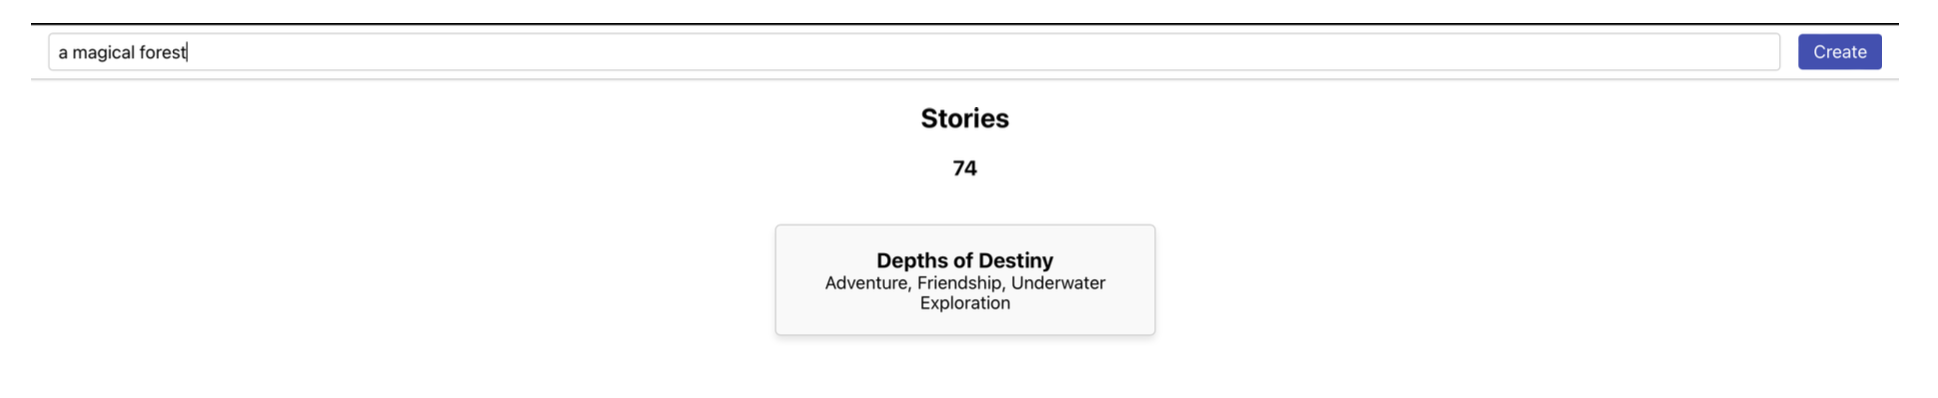 a magical forest
Create
Stories
74
Depths of Destiny
Adventure, Friendship, Underwater
Exploration